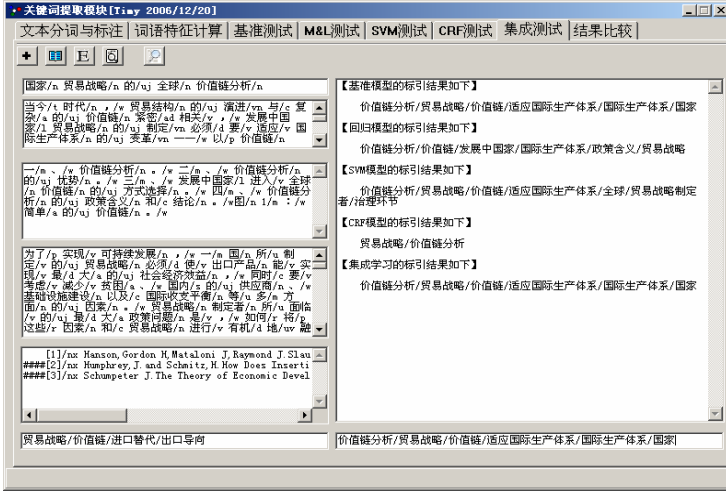 关键词提取模块[Timy 2006/12/20]
文本分词与标注 词语特征计算 基准测试 M&L测试 SVM测试 CRF测试 集成测试 结果比较
E
国家/n 贸易战略/n 的/uj 全球/n 价值链分析/n
当今/t 时代/n ，/w 贸易结构/n 的/uj 演进/vn 与/c 复
杂/a 的/uj 价值链/n 紧密/ad 相关/v ，/w 发展中国
家/l 贸易战略/n 的/uj 制定/vn 必须/d 要/v 适应/v 国
际生产体系/n 的/uj 变革/vn 一一/w 以/p 价值链/n
一/m 、/w 价值链分析/n 。/w 二/m 、/w 价值链分析/n
的/uj 优势/n 。/w 三/m 、/w 发展中国家/l 进入/v 全球
/n 价值链/n 的/uj 方式选择/n 。/w 四/m 、/w 价值链分
析/n 的/uj 政策含义/n 和/c 结论/n 。/w图/n 1/m ：/w
简单/a 的/uj 价值链/n 。/w
为了/p 实现/v 可持续发展/n ，/w 一/m 国/n 所/u 制
定/v 的/uj 贸易战略/n 必须/d 使/v 出口产品/n 能/v 实
现/v 最/d 大/a 的/uj 社会经济效益/n ，/w 同时/c 要/v
考虑/v 减少/v 贫困/a 、/w 国内/s 的/uj 供应商/n 、/w
基础设施建设/n 以及/c 国际收支平衡/n 等/u 多/m 方
面/n 的/uj 因素/n 。/w 贸易战略/n 制定者/n 所/u 面临
/v 的/uj 最/d 大/a 政策问题/n 是/v ，/w 如何/r 将/p
这些/r 因素/n 和/c 贸易战略/n 进行/v 有机/d 地/uv 融
[1]/nx Hanson,Gordon H,Mataloni J,Raymond J.Slau
####[2]/nx Humphrey,J.and Schmitz,H.How Does Inserti
####[3]/nx Schumpeter J.The Theory of Economic Devel
贸易战略/价值链/进口替代/出口导向
【基准模型的标引结果如下】
价值链分析/贸易战略/价值链/适应国际生产体系/国际生产体系/国家
【回归模型的标引结果如下】
价值链分析/价值链/发展中国家/国际生产体系/政策含义/贸易战略
【SVM模型的标引结果如下】
价值链分析/贸易战略/价值链/适应国际生产体系/全球/贸易战略制定
者/治理环节
【CRF模型的标引结果如下】
贸易战略/价值链分析
【集成学习的标引结果如下】
价值链分析/贸易战略/价值链/适应国际生产体系/国际生产体系/国家
价值链分析/贸易战略/价值链/适应国际生产体系/国际生产体系/国家